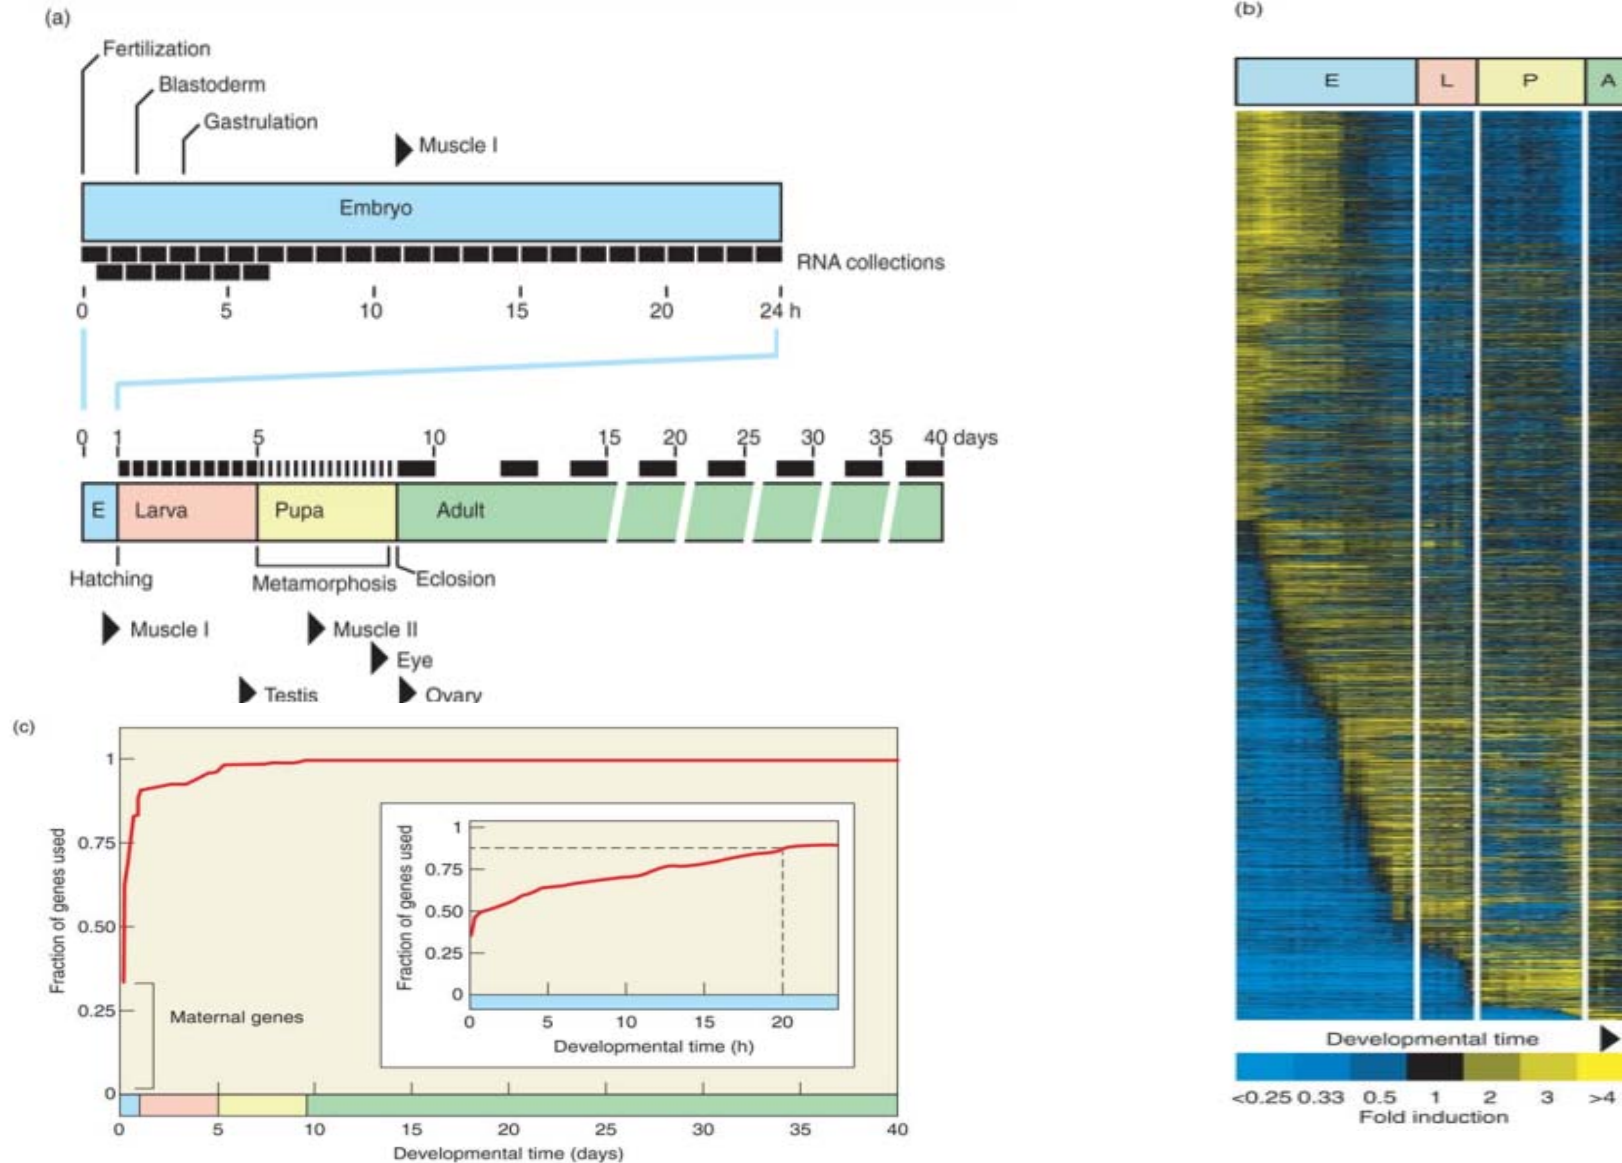 (a)
Fertilization
Blastoderm
Gastrulation
Muscle I
Embryo
RNA collections
0 5 10 15 20 24 h
0 1 5 10 15 20 25 30 35 40 days
E Larva Pupa Adult
Hatching Metamorphosis Eclosion
Muscle I Muscle II
Eye
Testis Ovary
(b)
E L P A
Developmental time
<0.25 0.33 0.5 1 2 3 >4
Fold induction
(c)
Fraction of genes used
1
0.75
0.50
0.25
0
Maternal genes
0 5 10 15 20 25 30 35 40
Developmental time (days)
Fraction of genes used
1
0.75
0.50
0.25
0
0 5 10 15 20
Developmental time (h)